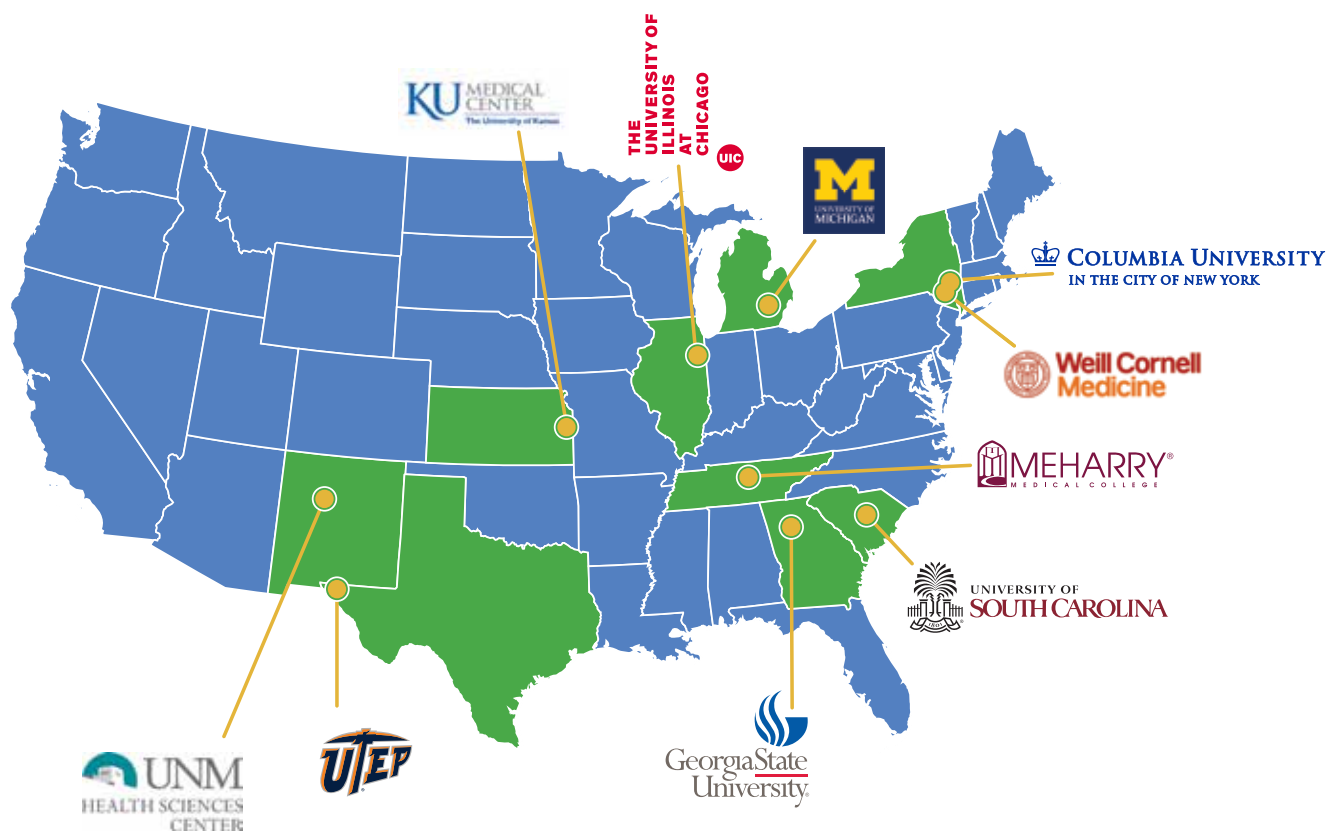 KU MEDICAL
CENTER
The University of Kansas
THE
UNIVERSITY OF
ILLINOIS
AT
CHICAGO
UIC
M
UNIVERSITY OF
MICHIGAN
COLUMBIA UNIVERSITY
IN THE CITY OF NEW YORK
Weill Cornell
Medicine
MEHARRY®
MEDICAL COLLEGE
UNIVERSITY OF
SOUTH CAROLINA
1801
GeorgiaState
University®
UTEP
UNM
HEALTH SCIENCES
CENTER